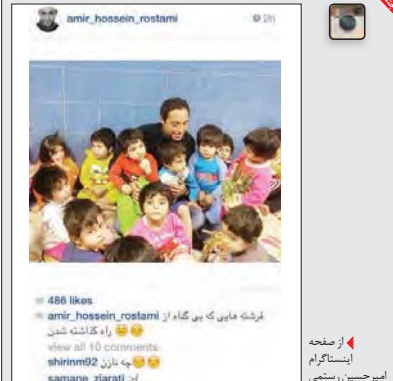 amir_hossein_rostami 2h
486 likes
amir_hossein_rostami فرشته هایی که بی گناه از
راه گذاشته شدن
view all 10 comments
shirinm92 چه نازن
samane_ziarati :-(
از صفحه
اینستاگرام
امیرحسین رستمی